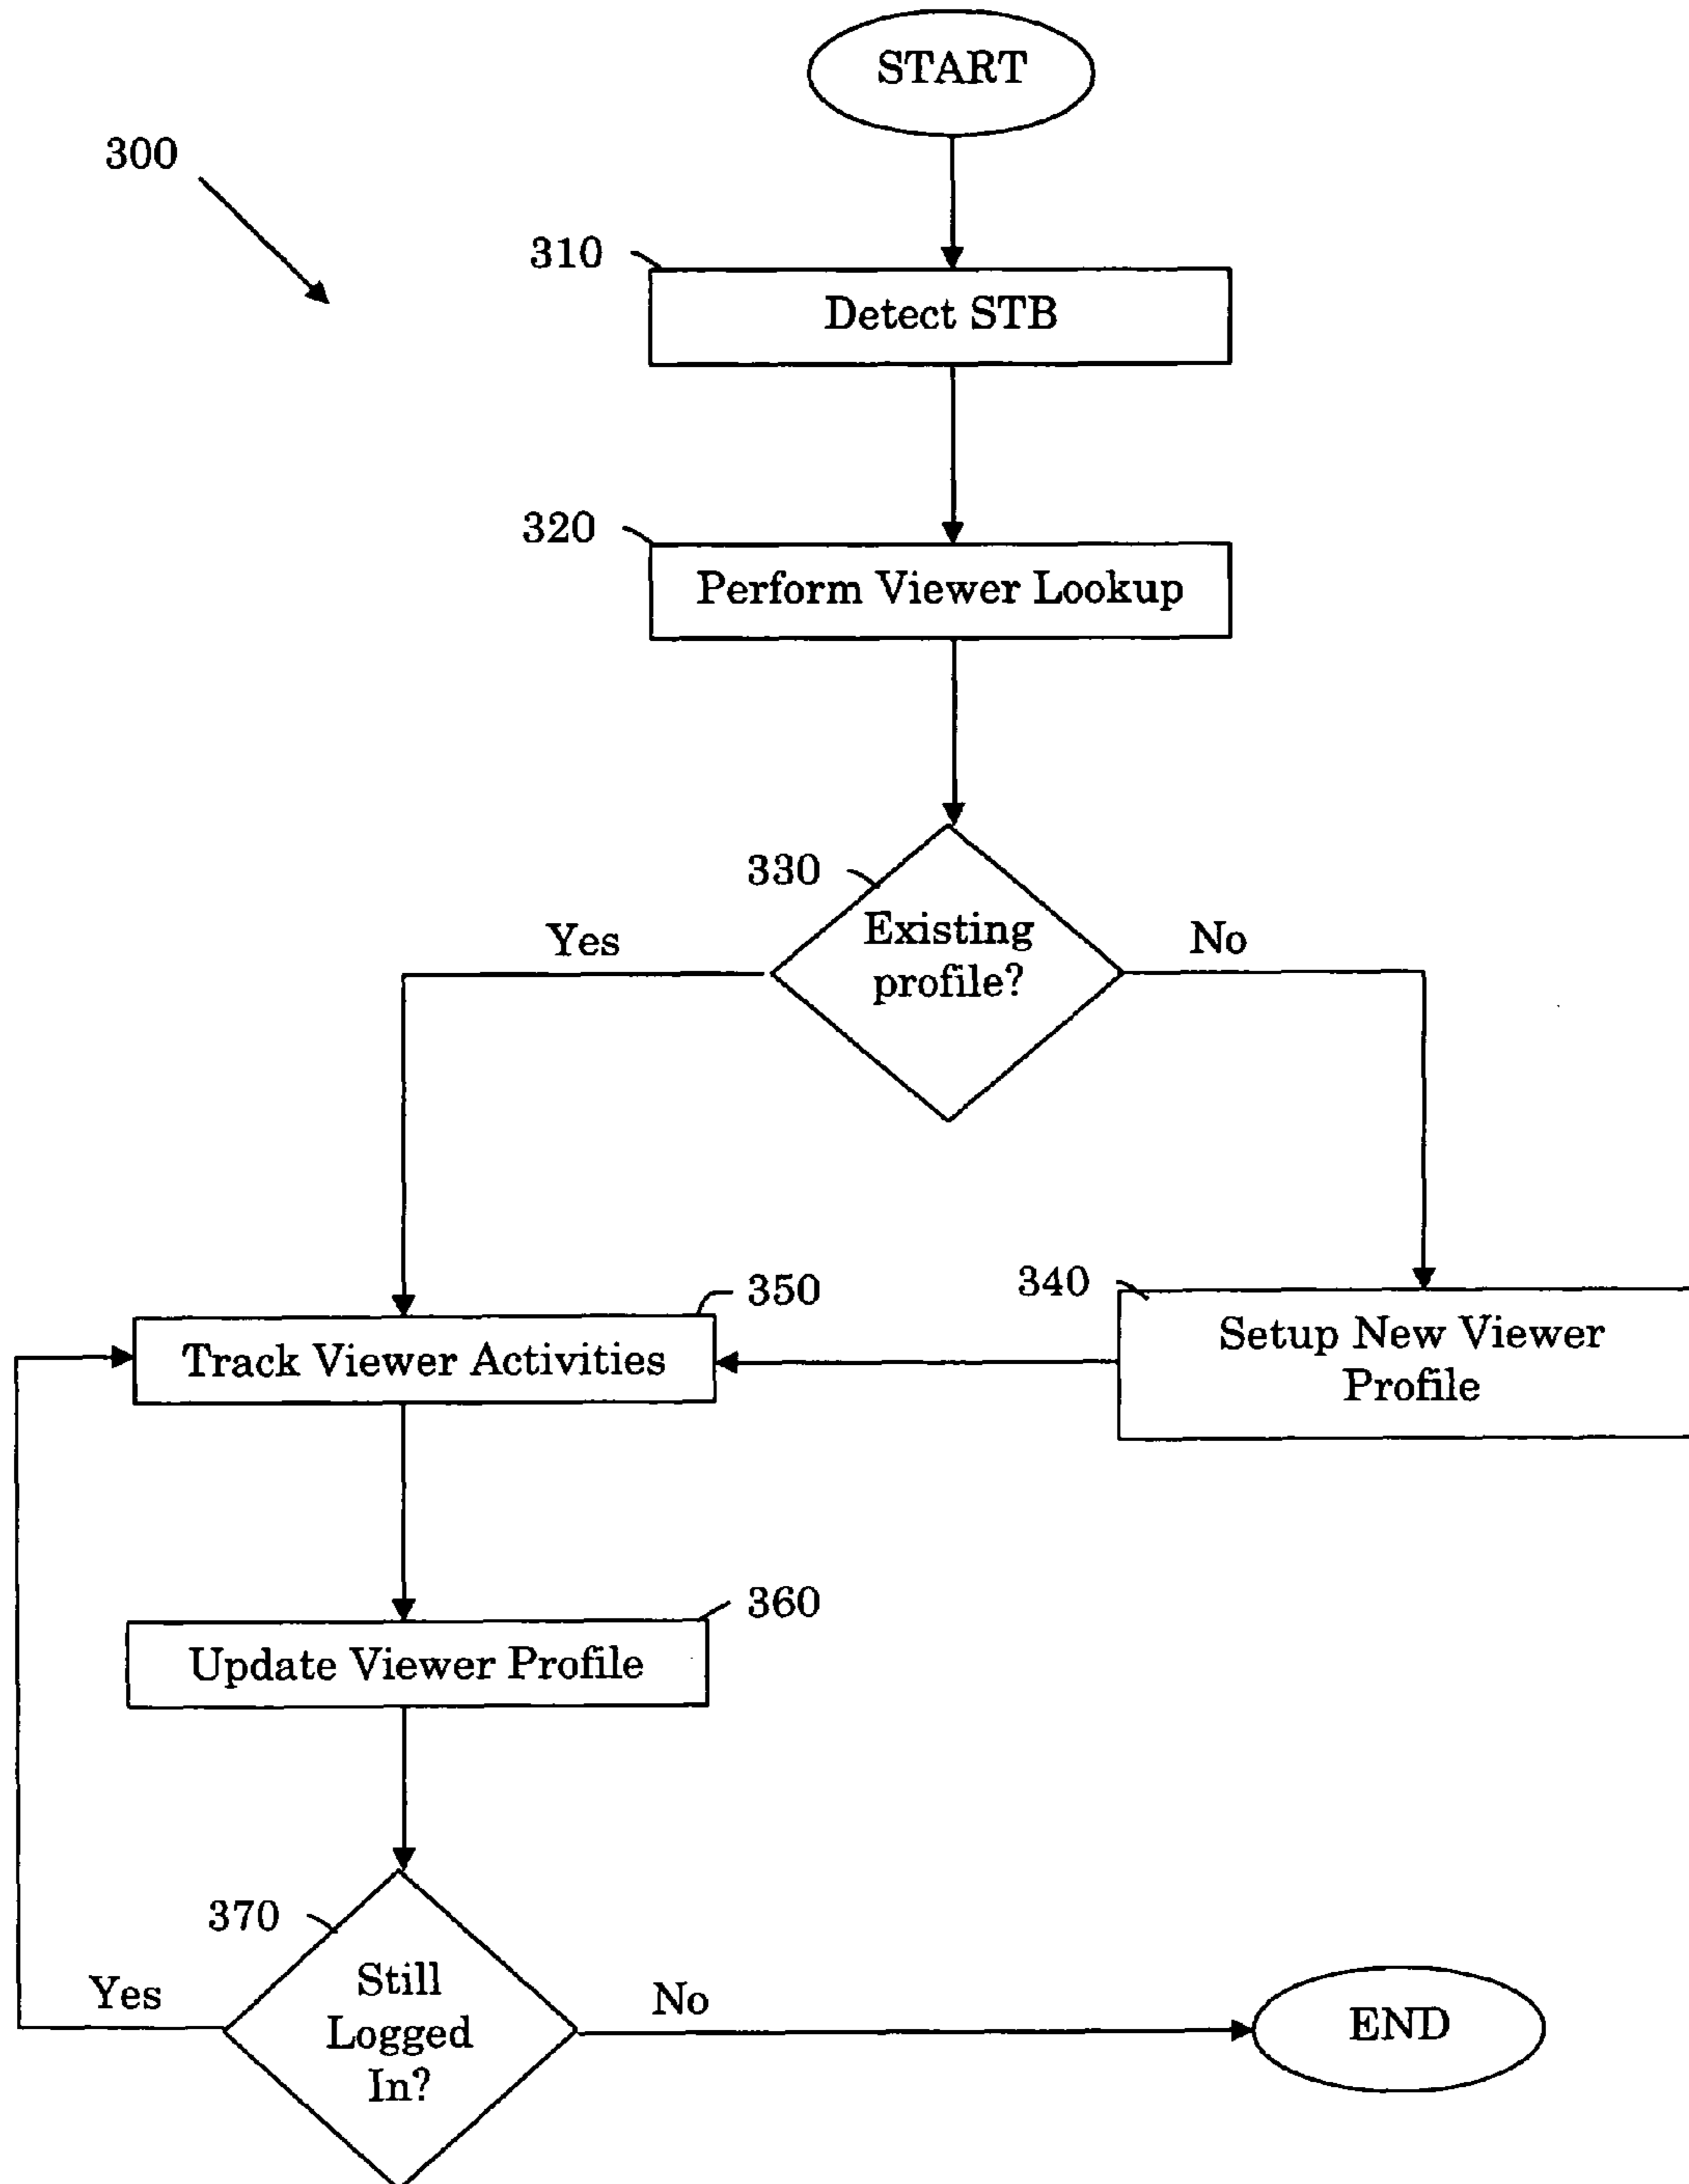 START
300
310
Detect STB
320
Perform Viewer Lookup
330
Existing
profile?
Yes
No
350
Track Viewer Activities
340
Setup New Viewer
Profile
360
Update Viewer Profile
370
Still
Logged
In?
Yes
No
END